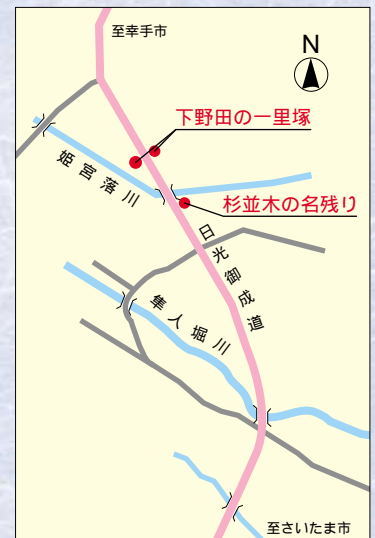 至幸手市
N
下野田の一里塚
姫宮落川
杉並木の名残り
日光御成道
隼人堀川
至さいたま市